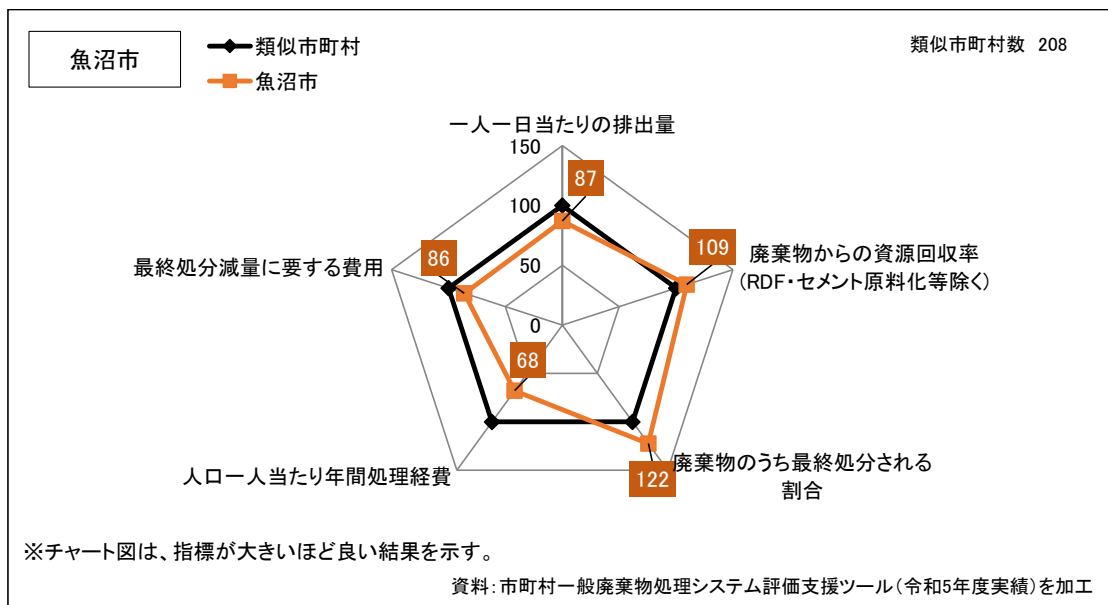 魚沼市
類似市町村
魚沼市
類似市町村数 208
一人一日当たりの排出量
150
100
50
0
87
109
廃棄物からの資源回収率
(RDF・セメント原料化等除く)
86
最終処分減量に要する費用
68
人口一人当たり年間処理経費
122
廃棄物のうち最終処分される
割合
※チャート図は、指標が大きいほど良い結果を示す。
資料:市町村一般廃棄物処理システム評価支援ツール(令和5年度実績)を加工